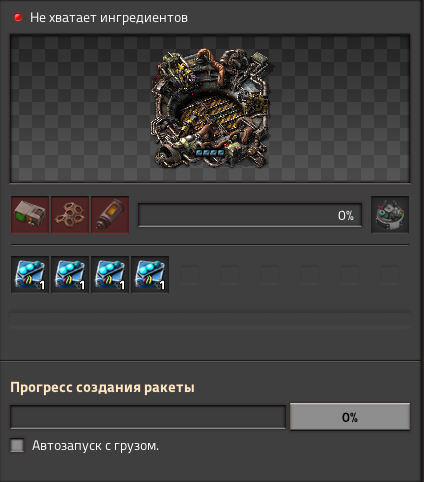 Не хватает ингредиентов
0%
1 1 1 1
Прогресс создания ракеты
0%
Автозапуск с грузом.